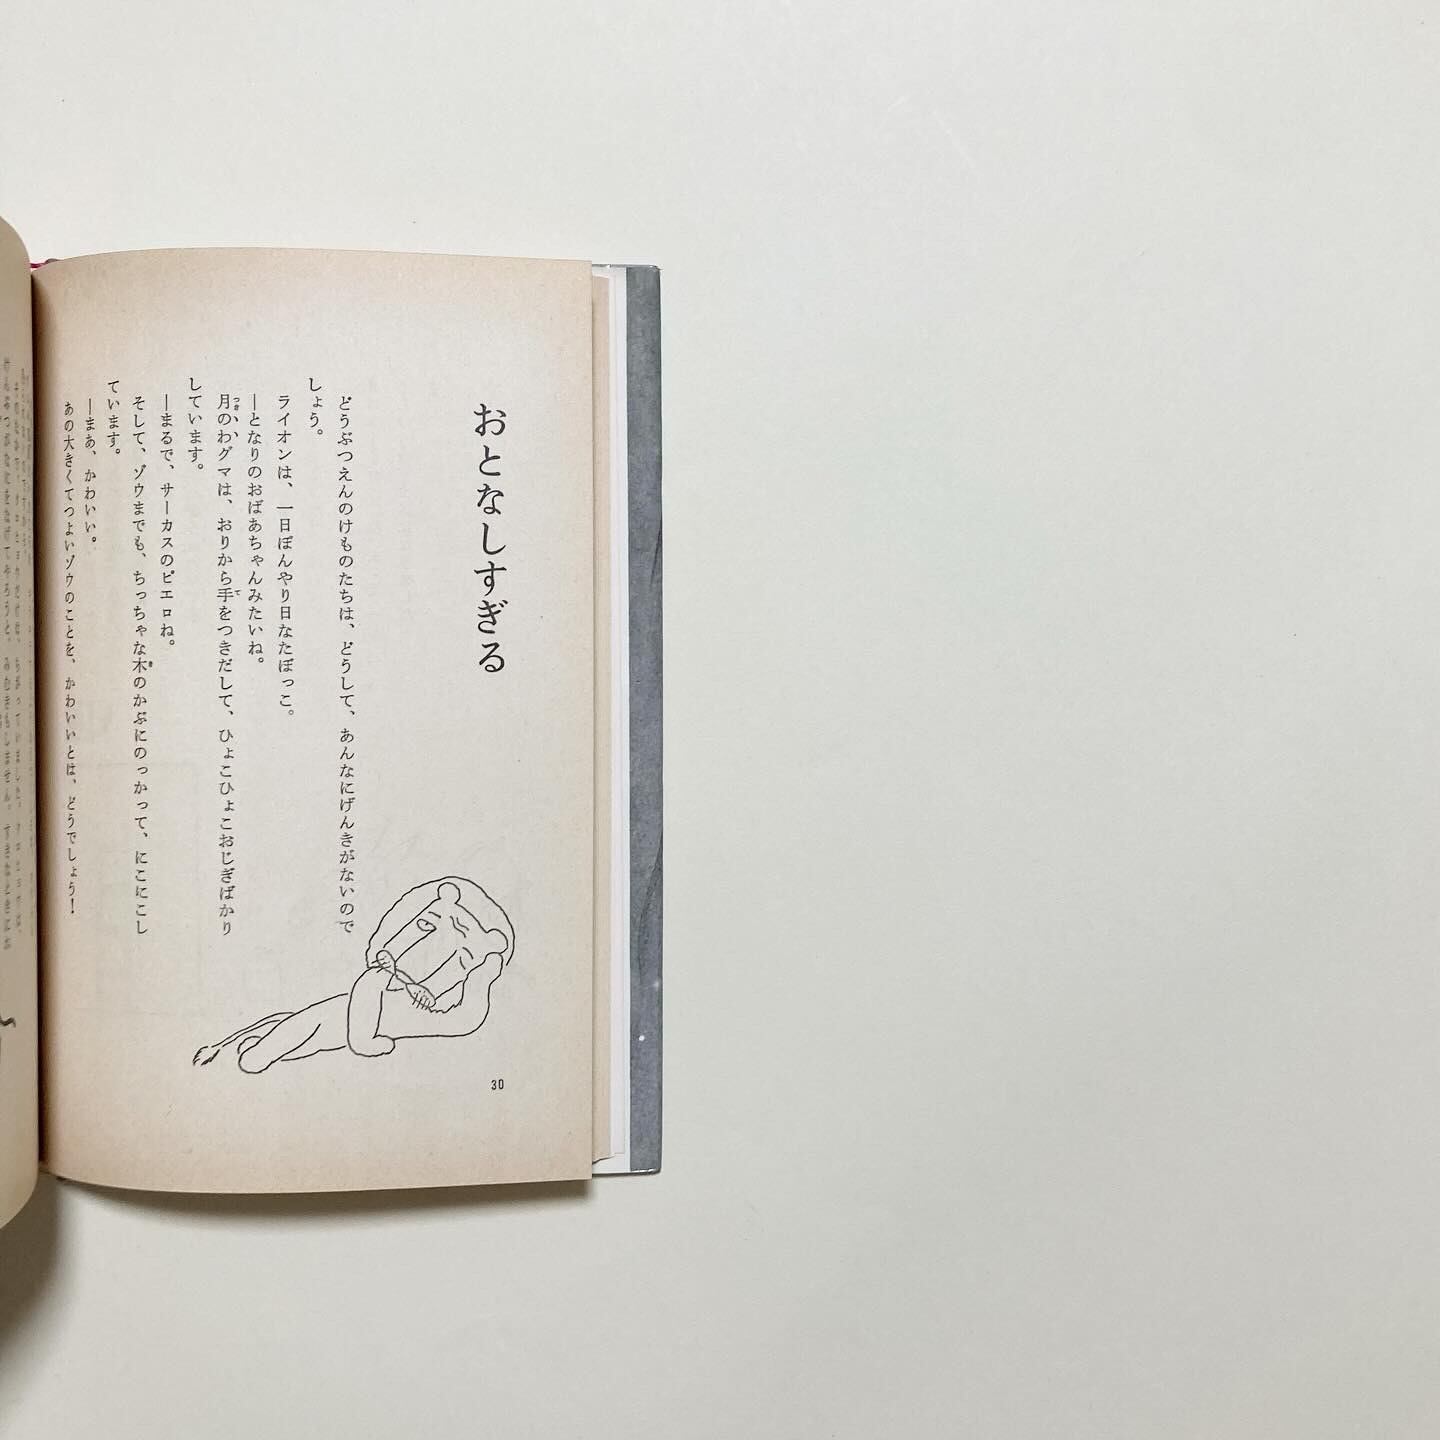 おとなしすぎる
どうぶつえんのけものたちは、どうして、あんなにげんきがないので
しょう。
ライオンは、一日ぼんやり日なたぼっこ。
―となりのおばあちゃんみたいね。
月のわグマは、おりから手をつきだして、ひょこひょこおじぎばかり
しています。
―まるで、サーカスのピエロね。
そして、ゾウまでも、ちっちゃな木のかぶにのっかって、にこにこし
ています。
―まあ、かわいい。
あの大きくてつよいゾウのことを、かわいいとは、どうでしょう！
30